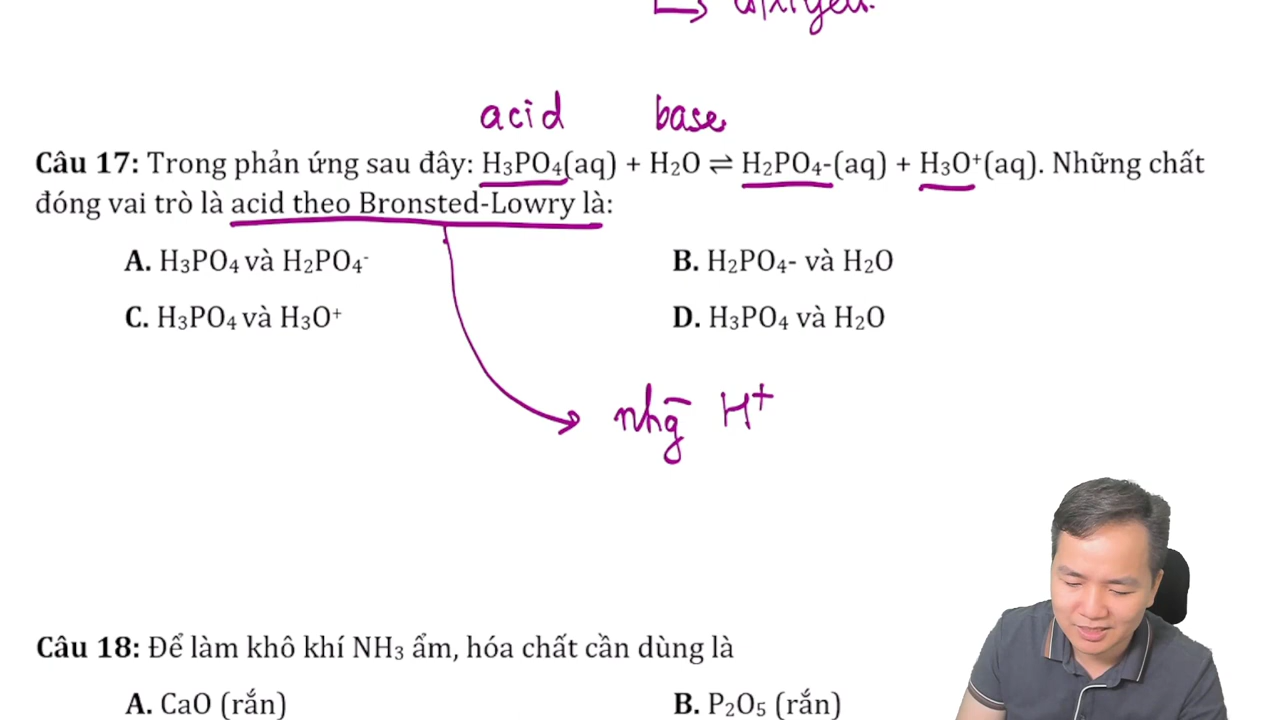 acid base
Câu 17: Trong phản ứng sau đây: H₃PO₄(aq) + H₂O ⇌ H₂PO₄-(aq) + H₃O⁺(aq). Những chất
đóng vai trò là acid theo Bronsted-Lowry là:
A. H₃PO₄ và H₂PO₄⁻ B. H₂PO₄- và H₂O
C. H₃PO₄ và H₃O⁺ D. H₃PO₄ và H₂O
H⁺
Câu 18: Để làm khô khí NH₃ ẩm, hóa chất cần dùng là
A. CaO (rắn) B. P₂O₅ (rắn)